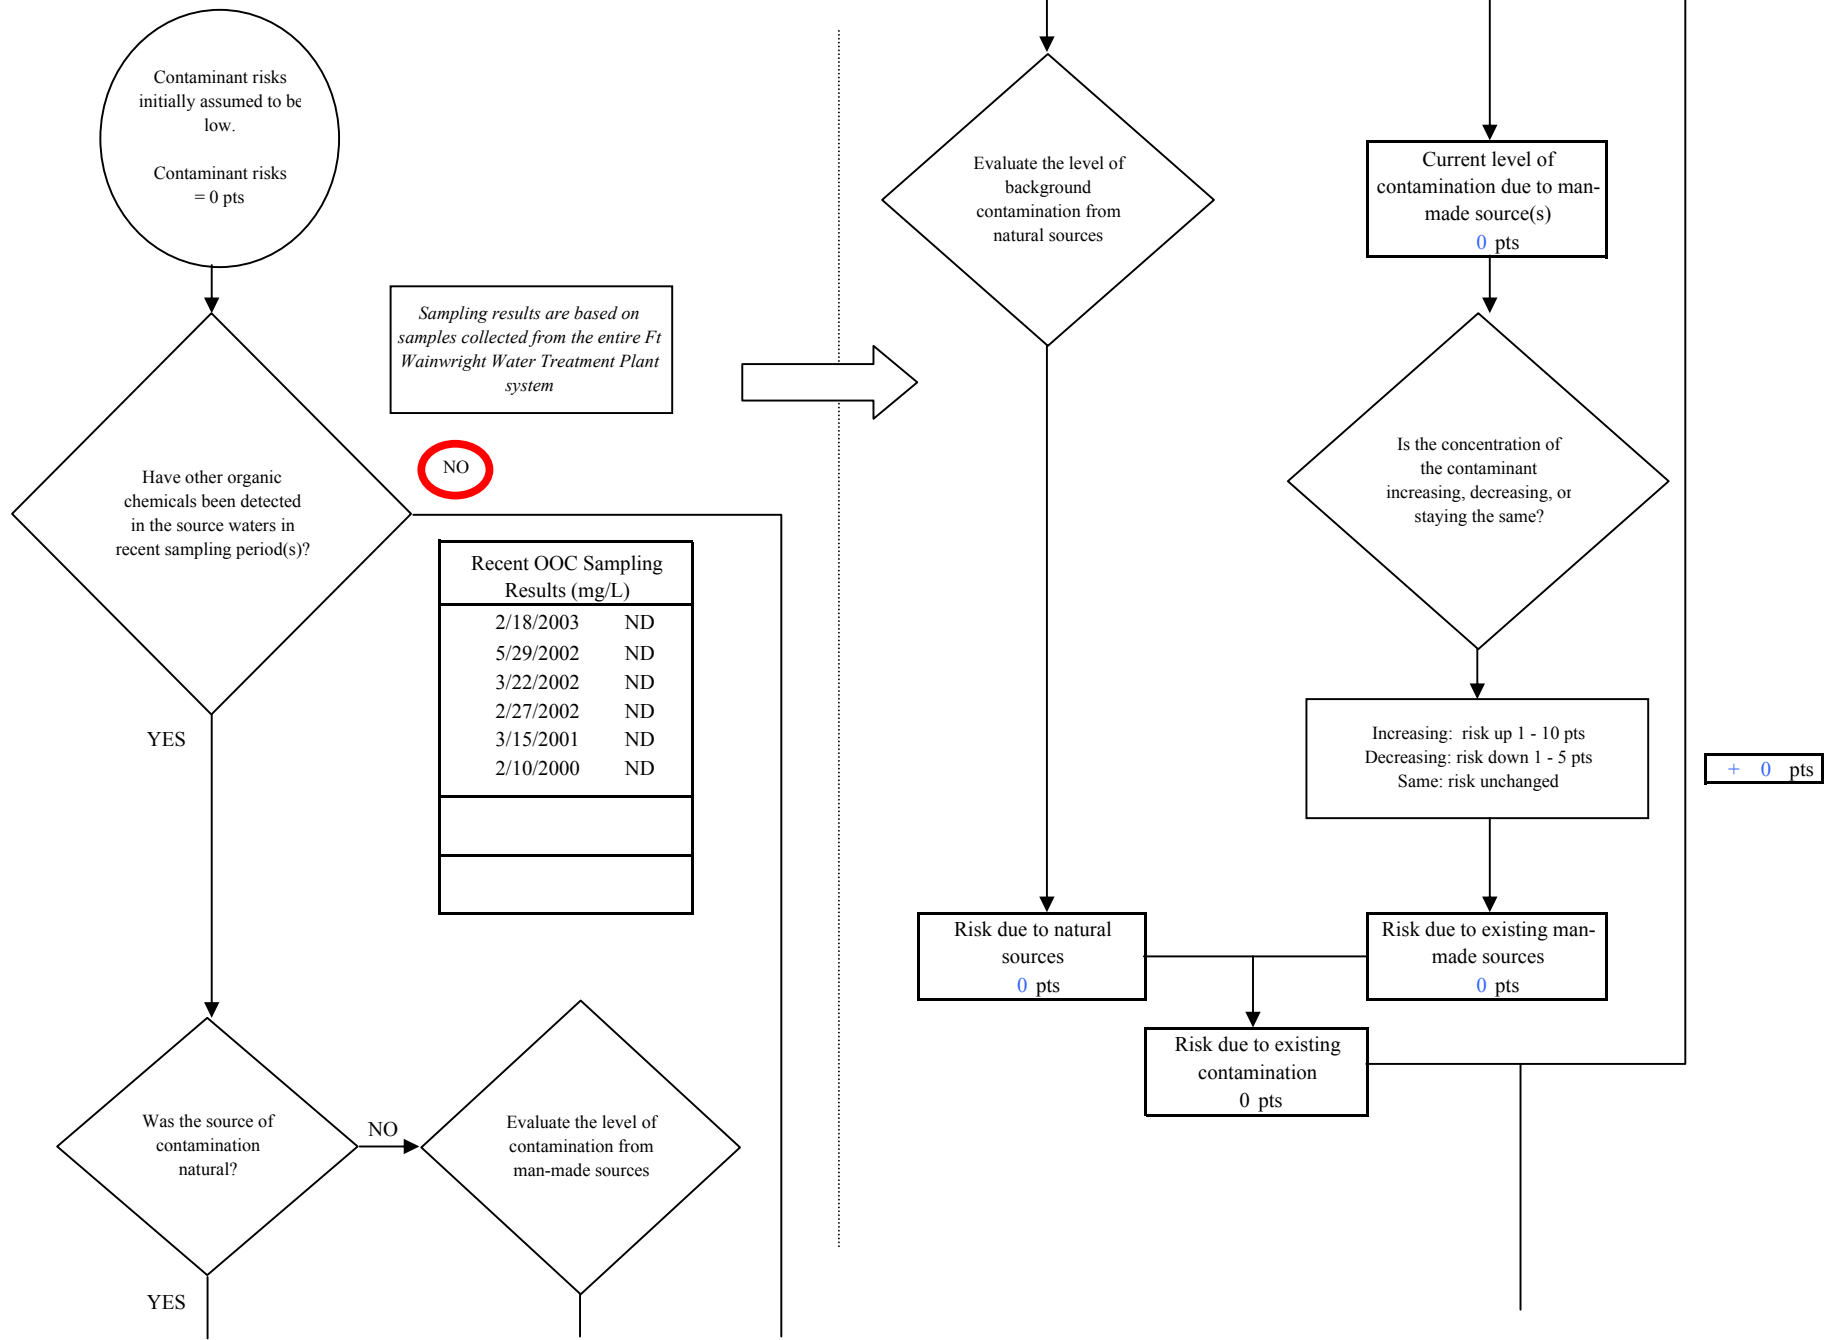 Contaminant risks
initially assumed to be
low.
Contaminant risks
= 0 pts
Sampling results are based on
samples collected from the entire Ft
Wainwright Water Treatment Plant
system
NO
Have other organic
chemicals been detected
in the source waters in
recent sampling period(s)?
Recent OOC Sampling
Results (mg/L)
2/18/2003 ND
5/29/2002 ND
3/22/2002 ND
2/27/2002 ND
3/15/2001 ND
2/10/2000 ND
YES
Was the source of
contamination
natural?
NO
Evaluate the level of
contamination from
man-made sources
YES
Evaluate the level of
background
contamination from
natural sources
Current level of
contamination due to man-
made source(s)
0 pts
Is the concentration of
the contaminant
increasing, decreasing, or
staying the same?
Increasing: risk up 1 - 10 pts
Decreasing: risk down 1 - 5 pts
Same: risk unchanged
+ 0 pts
Risk due to natural
sources
0 pts
Risk due to existing man-
made sources
0 pts
Risk due to existing
contamination
0 pts